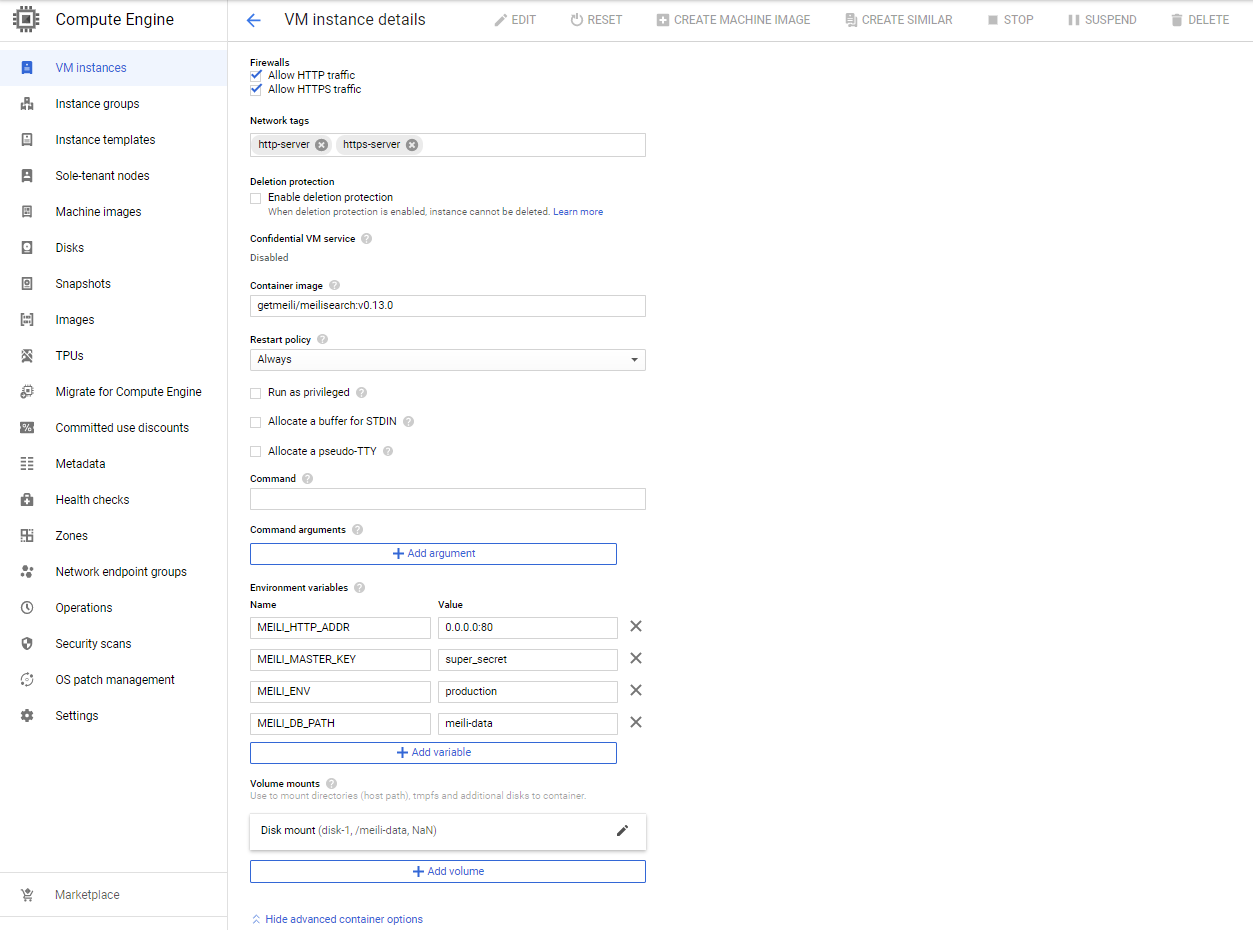 Compute Engine
VM instance details
EDIT
RESET
CREATE MACHINE IMAGE
CREATE SIMILAR
STOP
SUSPEND
DELETE
VM instances
Instance groups
Instance templates
Sole-tenant nodes
Machine images
Disks
Snapshots
Images
TPUs
Migrate for Compute Engine
Committed use discounts
Metadata
Health checks
Zones
Network endpoint groups
Operations
Security scans
OS patch management
Settings
Marketplace
Firewalls
Allow HTTP traffic
Allow HTTPS traffic
Network tags
http-server https-server
Deletion protection
Enable deletion protection
When deletion protection is enabled, instance cannot be deleted. Learn more
Confidential VM service
Disabled
Container image
getmeili/meilisearch:v0.13.0
Restart policy
Always
Run as privileged
Allocate a buffer for STDIN
Allocate a pseudo-TTY
Command
Command arguments
Add argument
Environment variables
Name Value
MEILI_HTTP_ADDR 0.0.0.0:80
MEILI_MASTER_KEY super_secret
MEILI_ENV production
MEILI_DB_PATH meili-data
Add variable
Volume mounts
Use to mount directories (host path), tmpfs and additional disks to container.
Disk mount (disk-1, /meili-data, NaN)
Add volume
Hide advanced container options